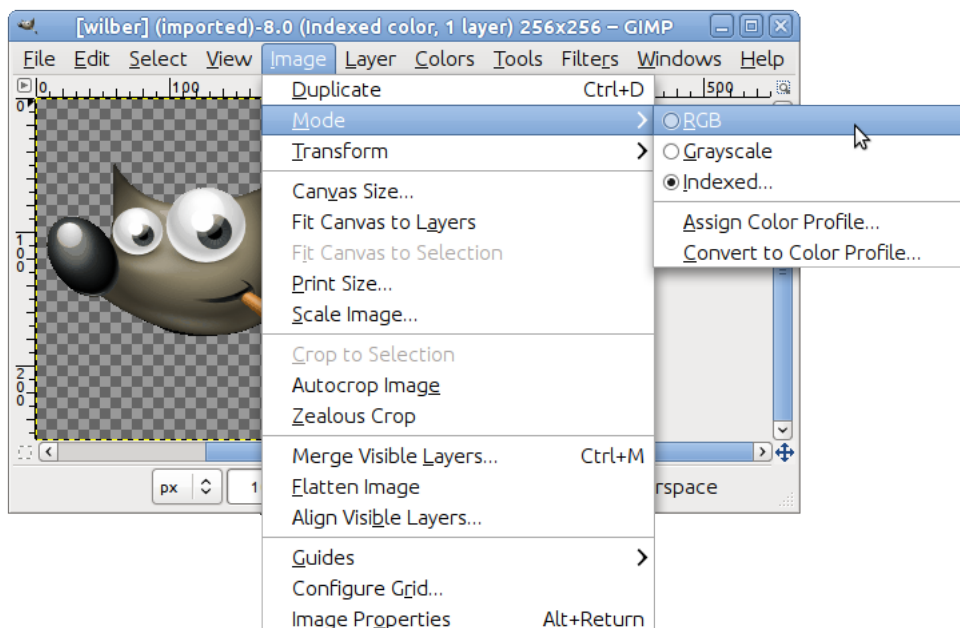 [wilber] (imported)-8.0 (Indexed color, 1 layer) 256x256 – GIMP
File Edit Select View Image Layer Colors Tools Filters Windows Help
0 100 500
Duplicate Ctrl+D
Mode
RGB
Transform
Grayscale
Indexed...
Canvas Size...
Fit Canvas to Layers
Assign Color Profile...
Fit Canvas to Selection
Convert to Color Profile...
Print Size...
Scale Image...
Crop to Selection
Autocrop Image
Zealous Crop
0
100
200
Merge Visible Layers... Ctrl+M
Flatten Image
px 1
rspace
Align Visible Layers...
Guides
Configure Grid...
Image Properties Alt+Return